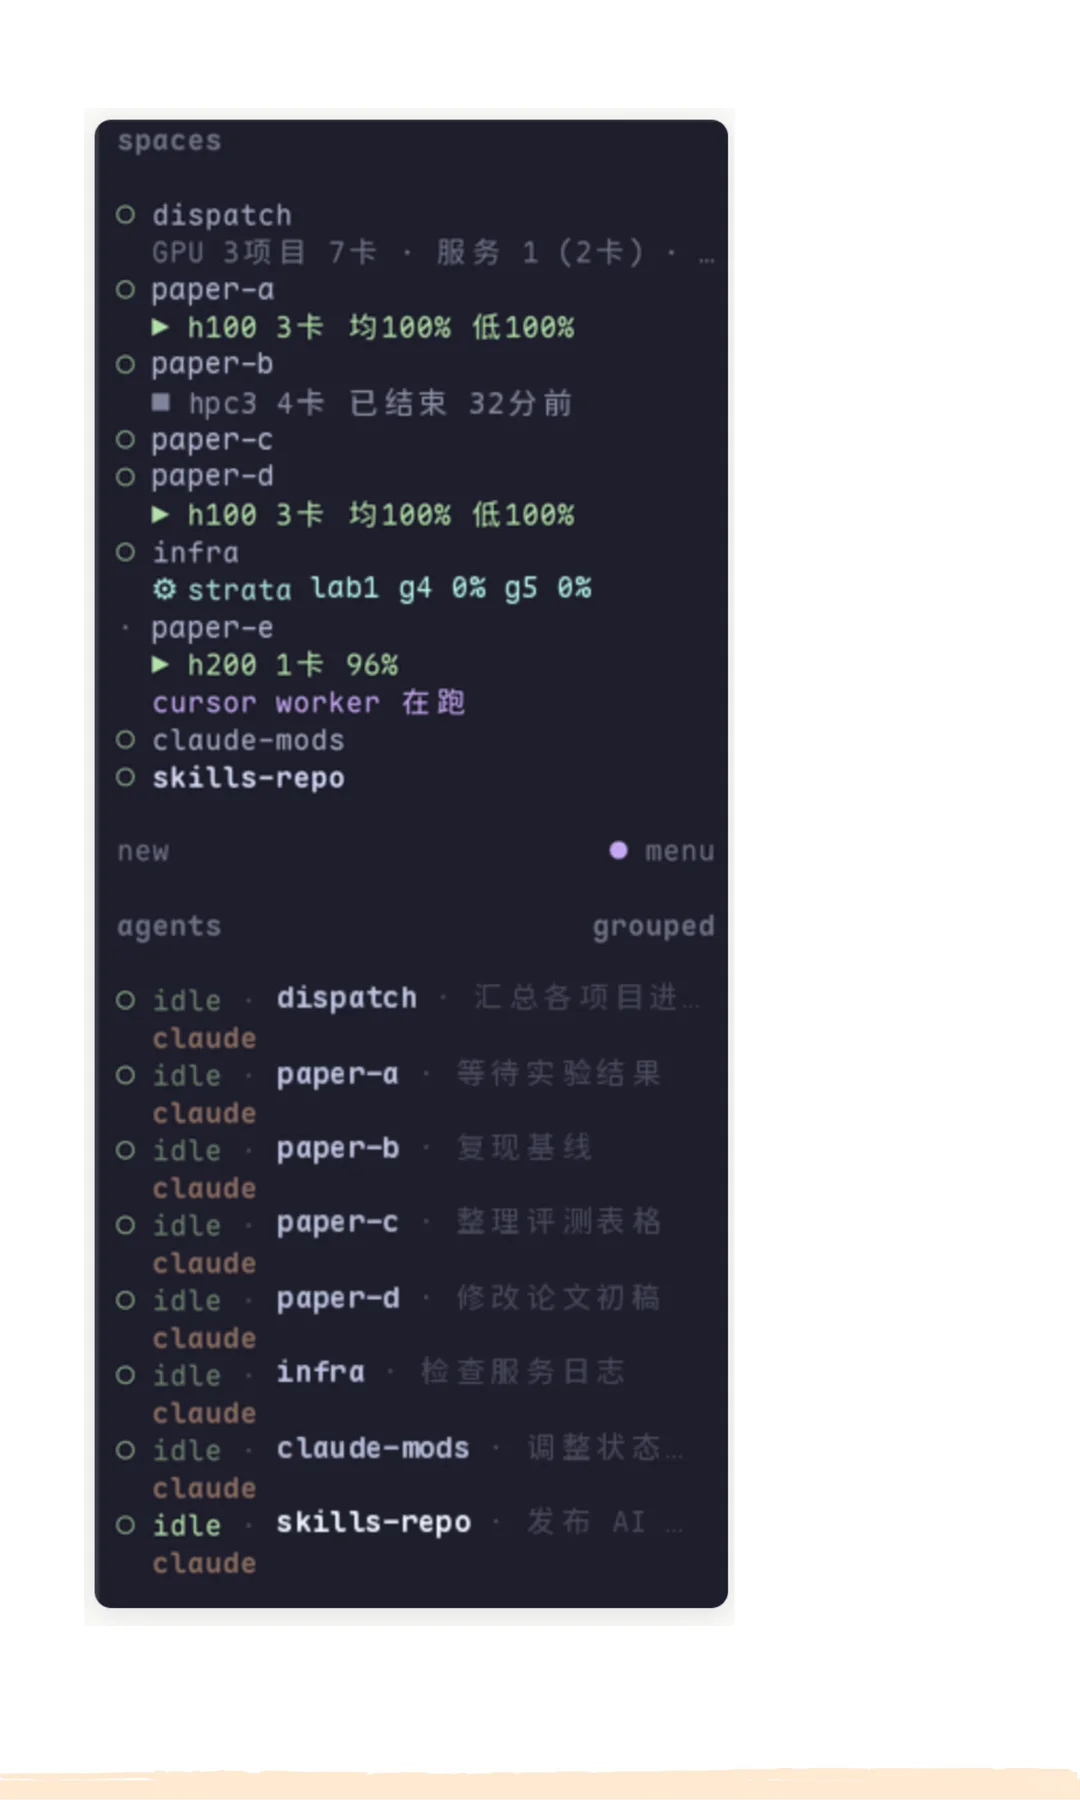 spaces
dispatch
GPU 3项目 7卡 · 服务 1 (2卡) · …
paper-a
▶ h100 3卡 均100% 低100%
paper-b
■ hpc3 4卡 已结束 32分前
paper-c
paper-d
▶ h100 3卡 均100% 低100%
infra
⚙ strata lab1 g4 0% g5 0%
· paper-e
▶ h200 1卡 96%
cursor worker 在跑
claude-mods
skills-repo
new ● menu
agents grouped
idle · dispatch · 汇总各项目进…
claude
idle · paper-a · 等待实验结果
claude
idle · paper-b · 复现基线
claude
idle · paper-c · 整理评测表格
claude
idle · paper-d · 修改论文初稿
claude
idle · infra · 检查服务日志
claude
idle · claude-mods · 调整状态…
claude
idle · skills-repo · 发布 AI …
claude